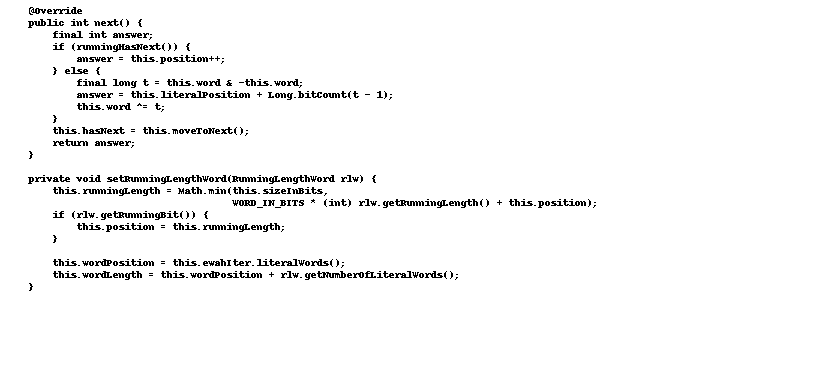 @Override
public int next() {
final int answer;
if (runningHasNext()) {
answer = this.position++;
} else {
final long t = this.word & -this.word;
answer = this.literalPosition + Long.bitCount(t - 1);
this.word ^= t;
}
this.hasNext = this.moveToNext();
return answer;
}
private void setRunningLengthWord(RunningLengthWord rlw) {
this.runningLength = Math.min(this.sizeInBits,
WORD_IN_BITS * (int) rlw.getRunningLength() + this.position);
if (rlw.getRunningBit()) {
this.position = this.runningLength;
}
this.wordPosition = this.ewahIter.literalWords();
this.wordLength = this.wordPosition + rlw.getNumberOfLiteralWords();
}